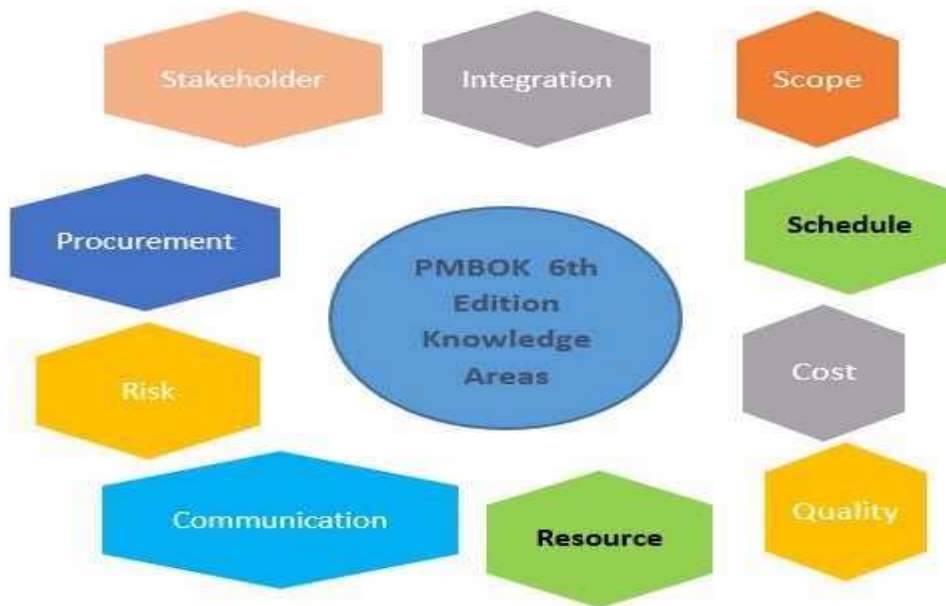 Stakeholder
Integration
Scope
Procurement
Schedule
PMBOK 6th
Edition
Knowledge
Areas
Risk
Cost
Communication
Resource
Quality